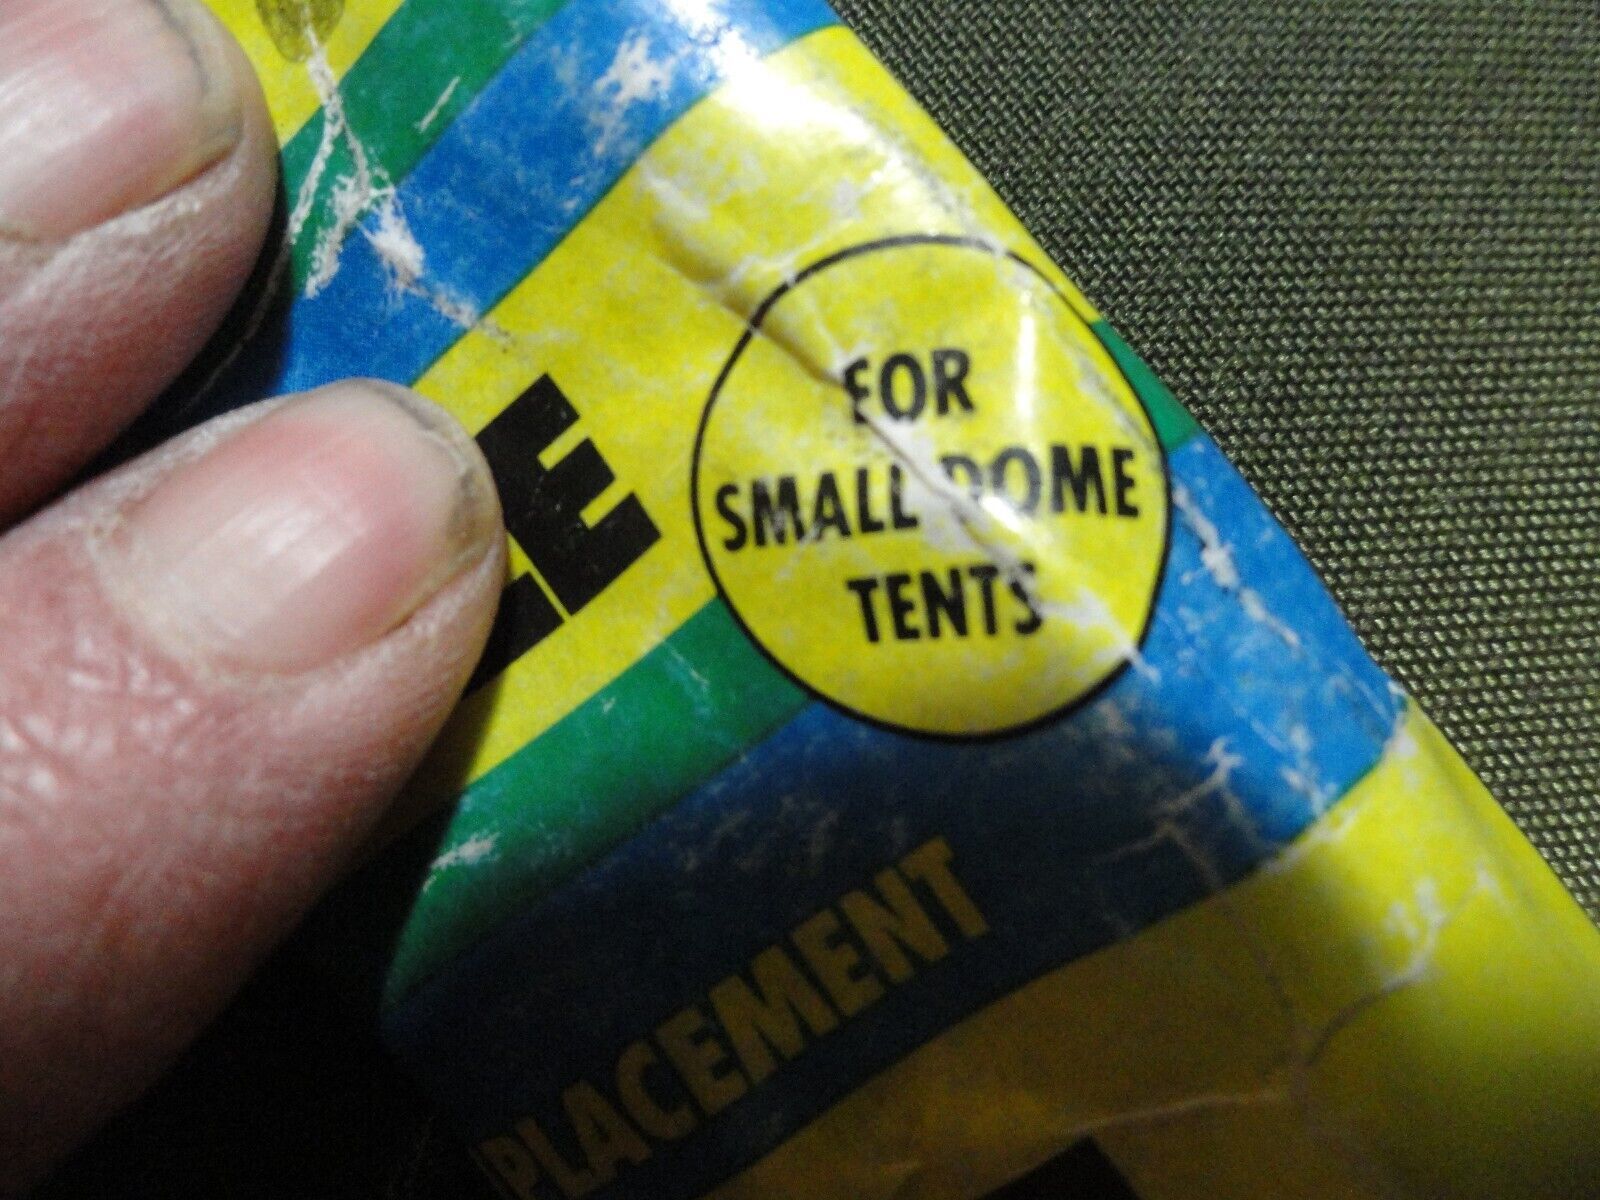 FOR
SMALL DOME
TENTS
PLACEMENT